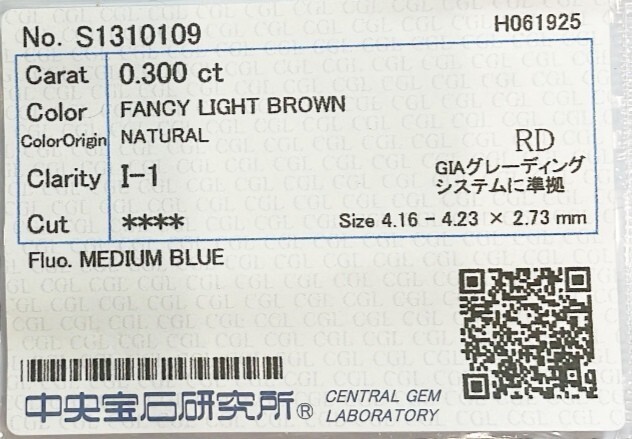 No. S1310109 H061925
Carat 0.300 ct
Color FANCY LIGHT BROWN
ColorOrigin NATURAL
RD
Clarity I-1
GIAグレーディング
システムに準拠
Cut ****
Size 4.16 - 4.23 × 2.73 mm
Fluo. MEDIUM BLUE
中央宝石研究所® CENTRAL GEM
LABORATORY